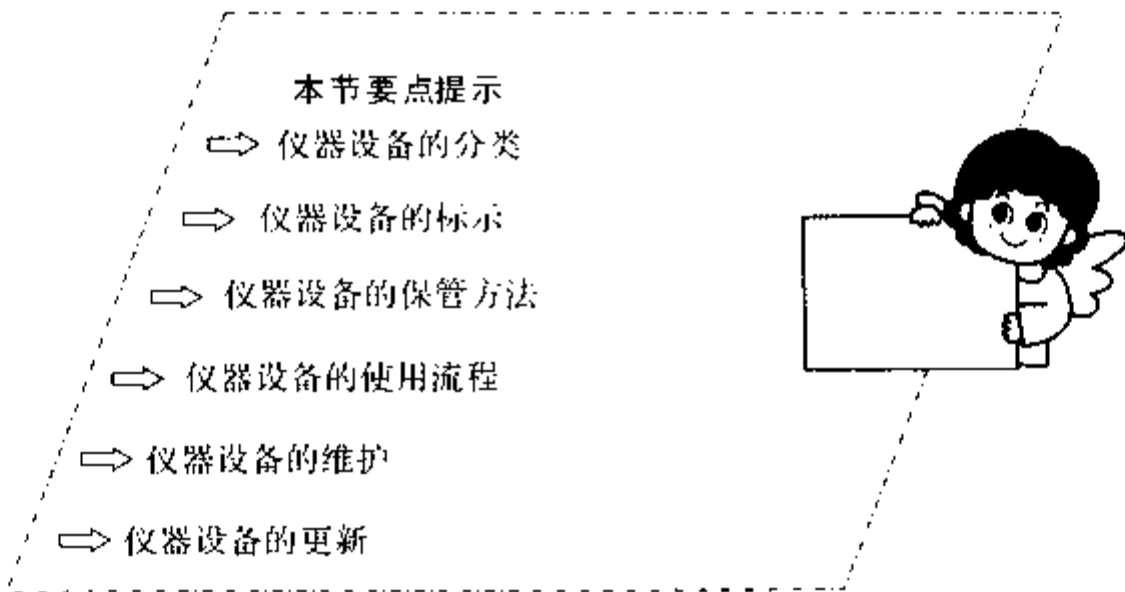 本节要点提示
仪器设备的分类
仪器设备的标示
仪器设备的保管方法
仪器设备的使用流程
仪器设备的维护
仪器设备的更新